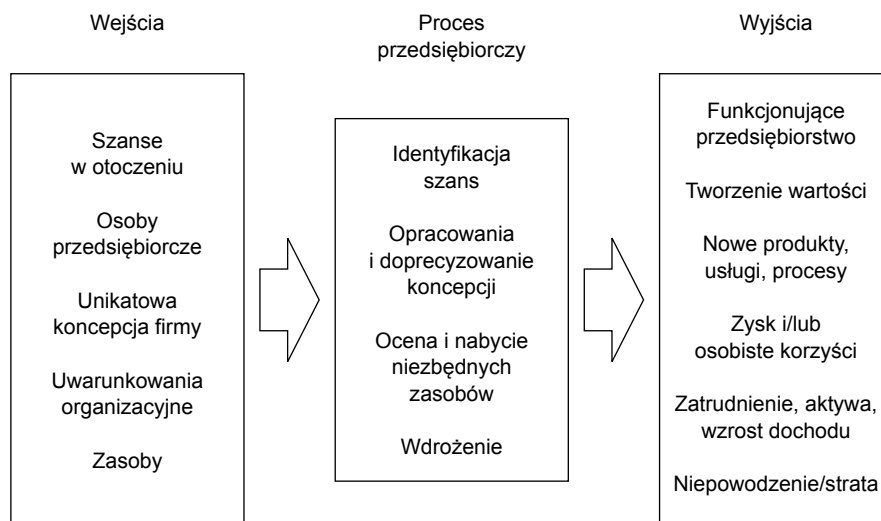 Wejścia
Szanse
w otoczeniu
Osoby
przedsiębiorcze
Unikatowa
koncepcja firmy
Uwarunkowania
organizacyjne
Zasoby
Proces
przedsiębiorczy
Identyfikacja
szans
Opracowania
i doprecyzowanie
koncepcji
Ocena i nabycie
niezbędnych
zasobów
Wdrożenie
Wyjścia
Funkcjonujące
przedsiębiorstwo
Tworzenie wartości
Nowe produkty,
usługi, procesy
Zysk i/lub
osobiste korzyści
Zatrudnienie, aktywa,
wzrost dochodu
Niepowodzenie/strata